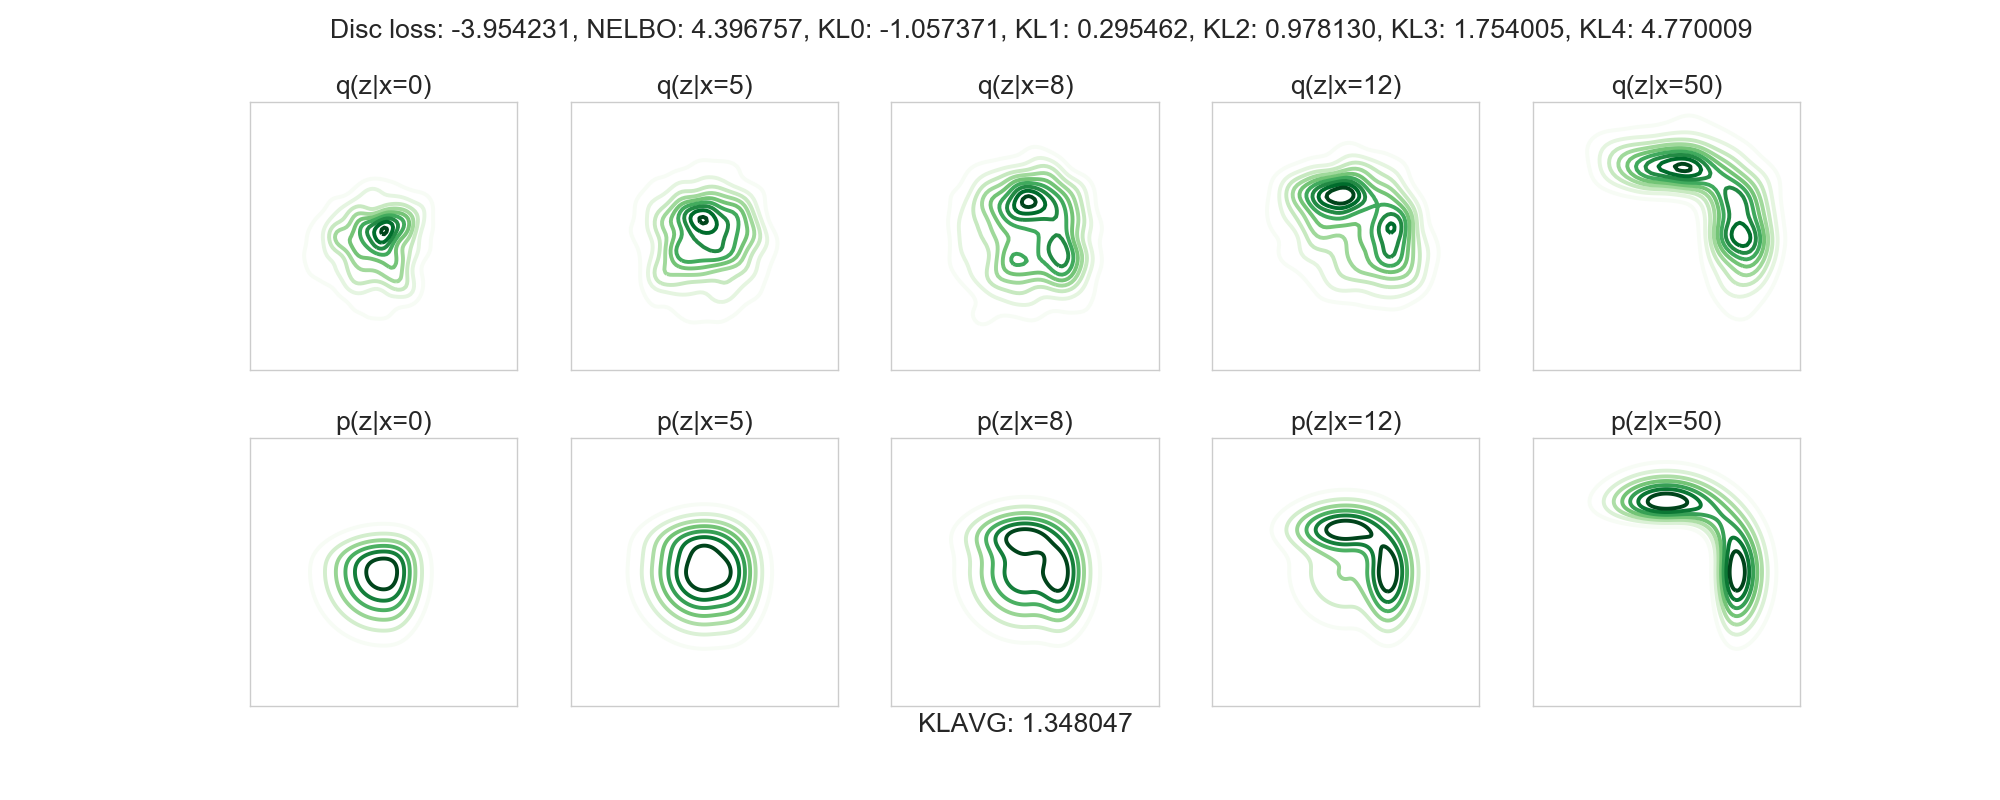 Disc loss: -3.954231, NELBO: 4.396757, KL0: -1.057371, KL1: 0.295462, KL2: 0.978130, KL3: 1.754005, KL4: 4.770009
q(z|x=0) q(z|x=5) q(z|x=8) q(z|x=12) q(z|x=50)
p(z|x=0) p(z|x=5) p(z|x=8) p(z|x=12) p(z|x=50)
KLAVG: 1.348047